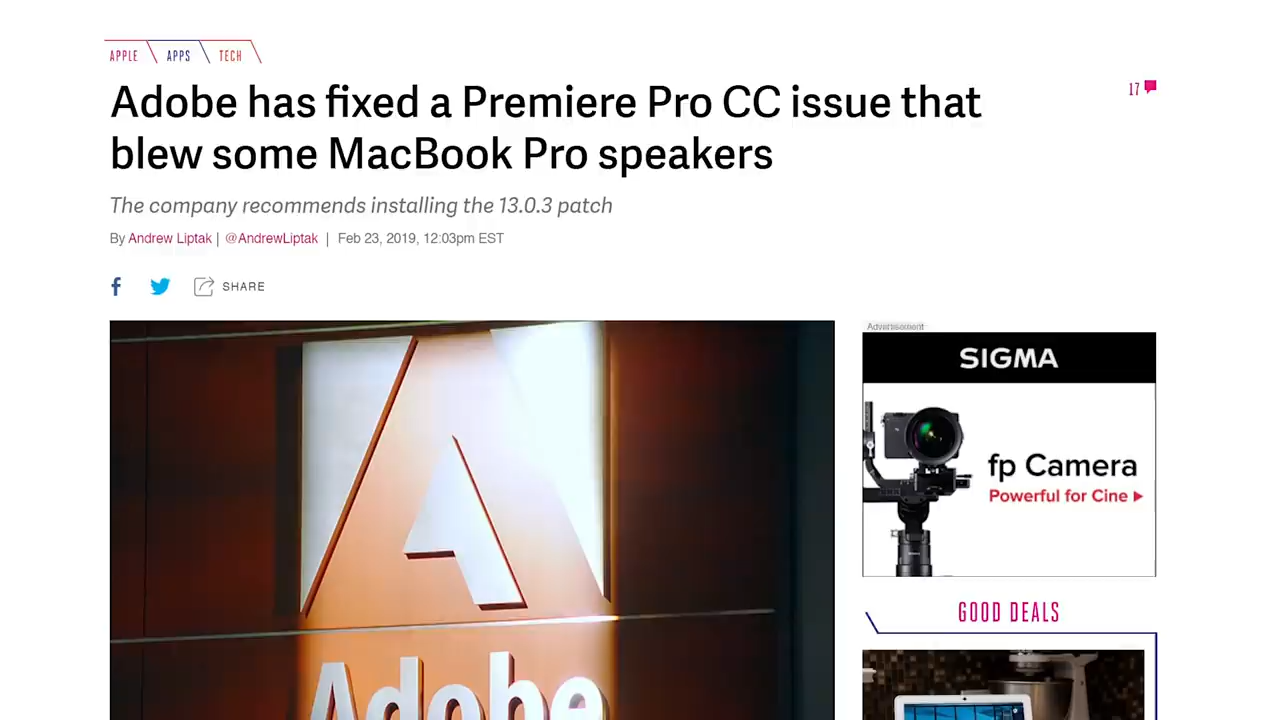 APPLE
APPS
TECH
Adobe has fixed a Premiere Pro CC issue that
blew some MacBook Pro speakers
17
The company recommends installing the 13.0.3 patch
By Andrew Liptak | @AndrewLiptak | Feb 23, 2019, 12:03pm EST
SHARE
Adobe
Advertisement
SIGMA
fp Camera
Powerful for Cine
GOOD DEALS